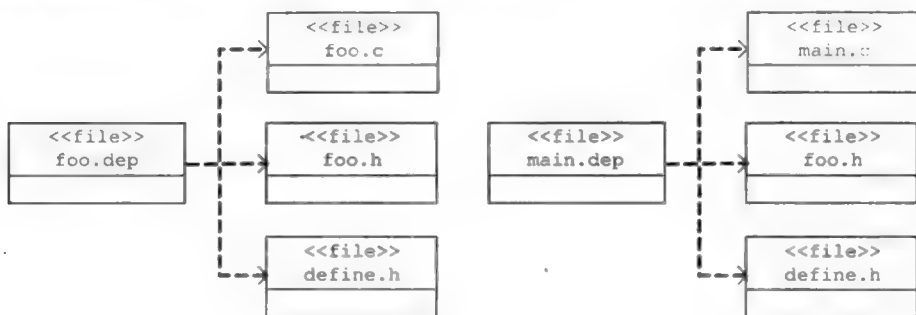 <<file>>
foo.c
<<file>>
foo.dep
<<file>>
foo.h
<<file>>
define.h
<<file>>
main.c
<<file>>
main.dep
<<file>>
foo.h
<<file>>
define.h